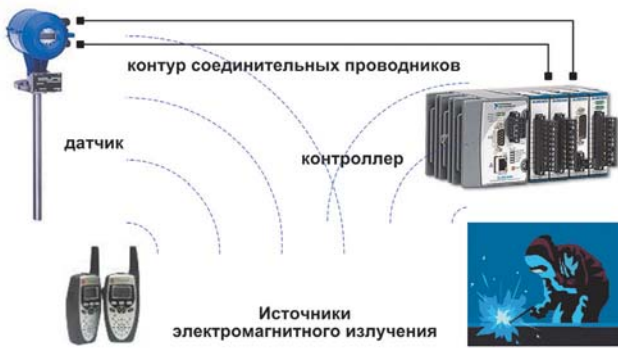 контур соединительных проводников
датчик
контроллер
Источники
электромагнитного излучения